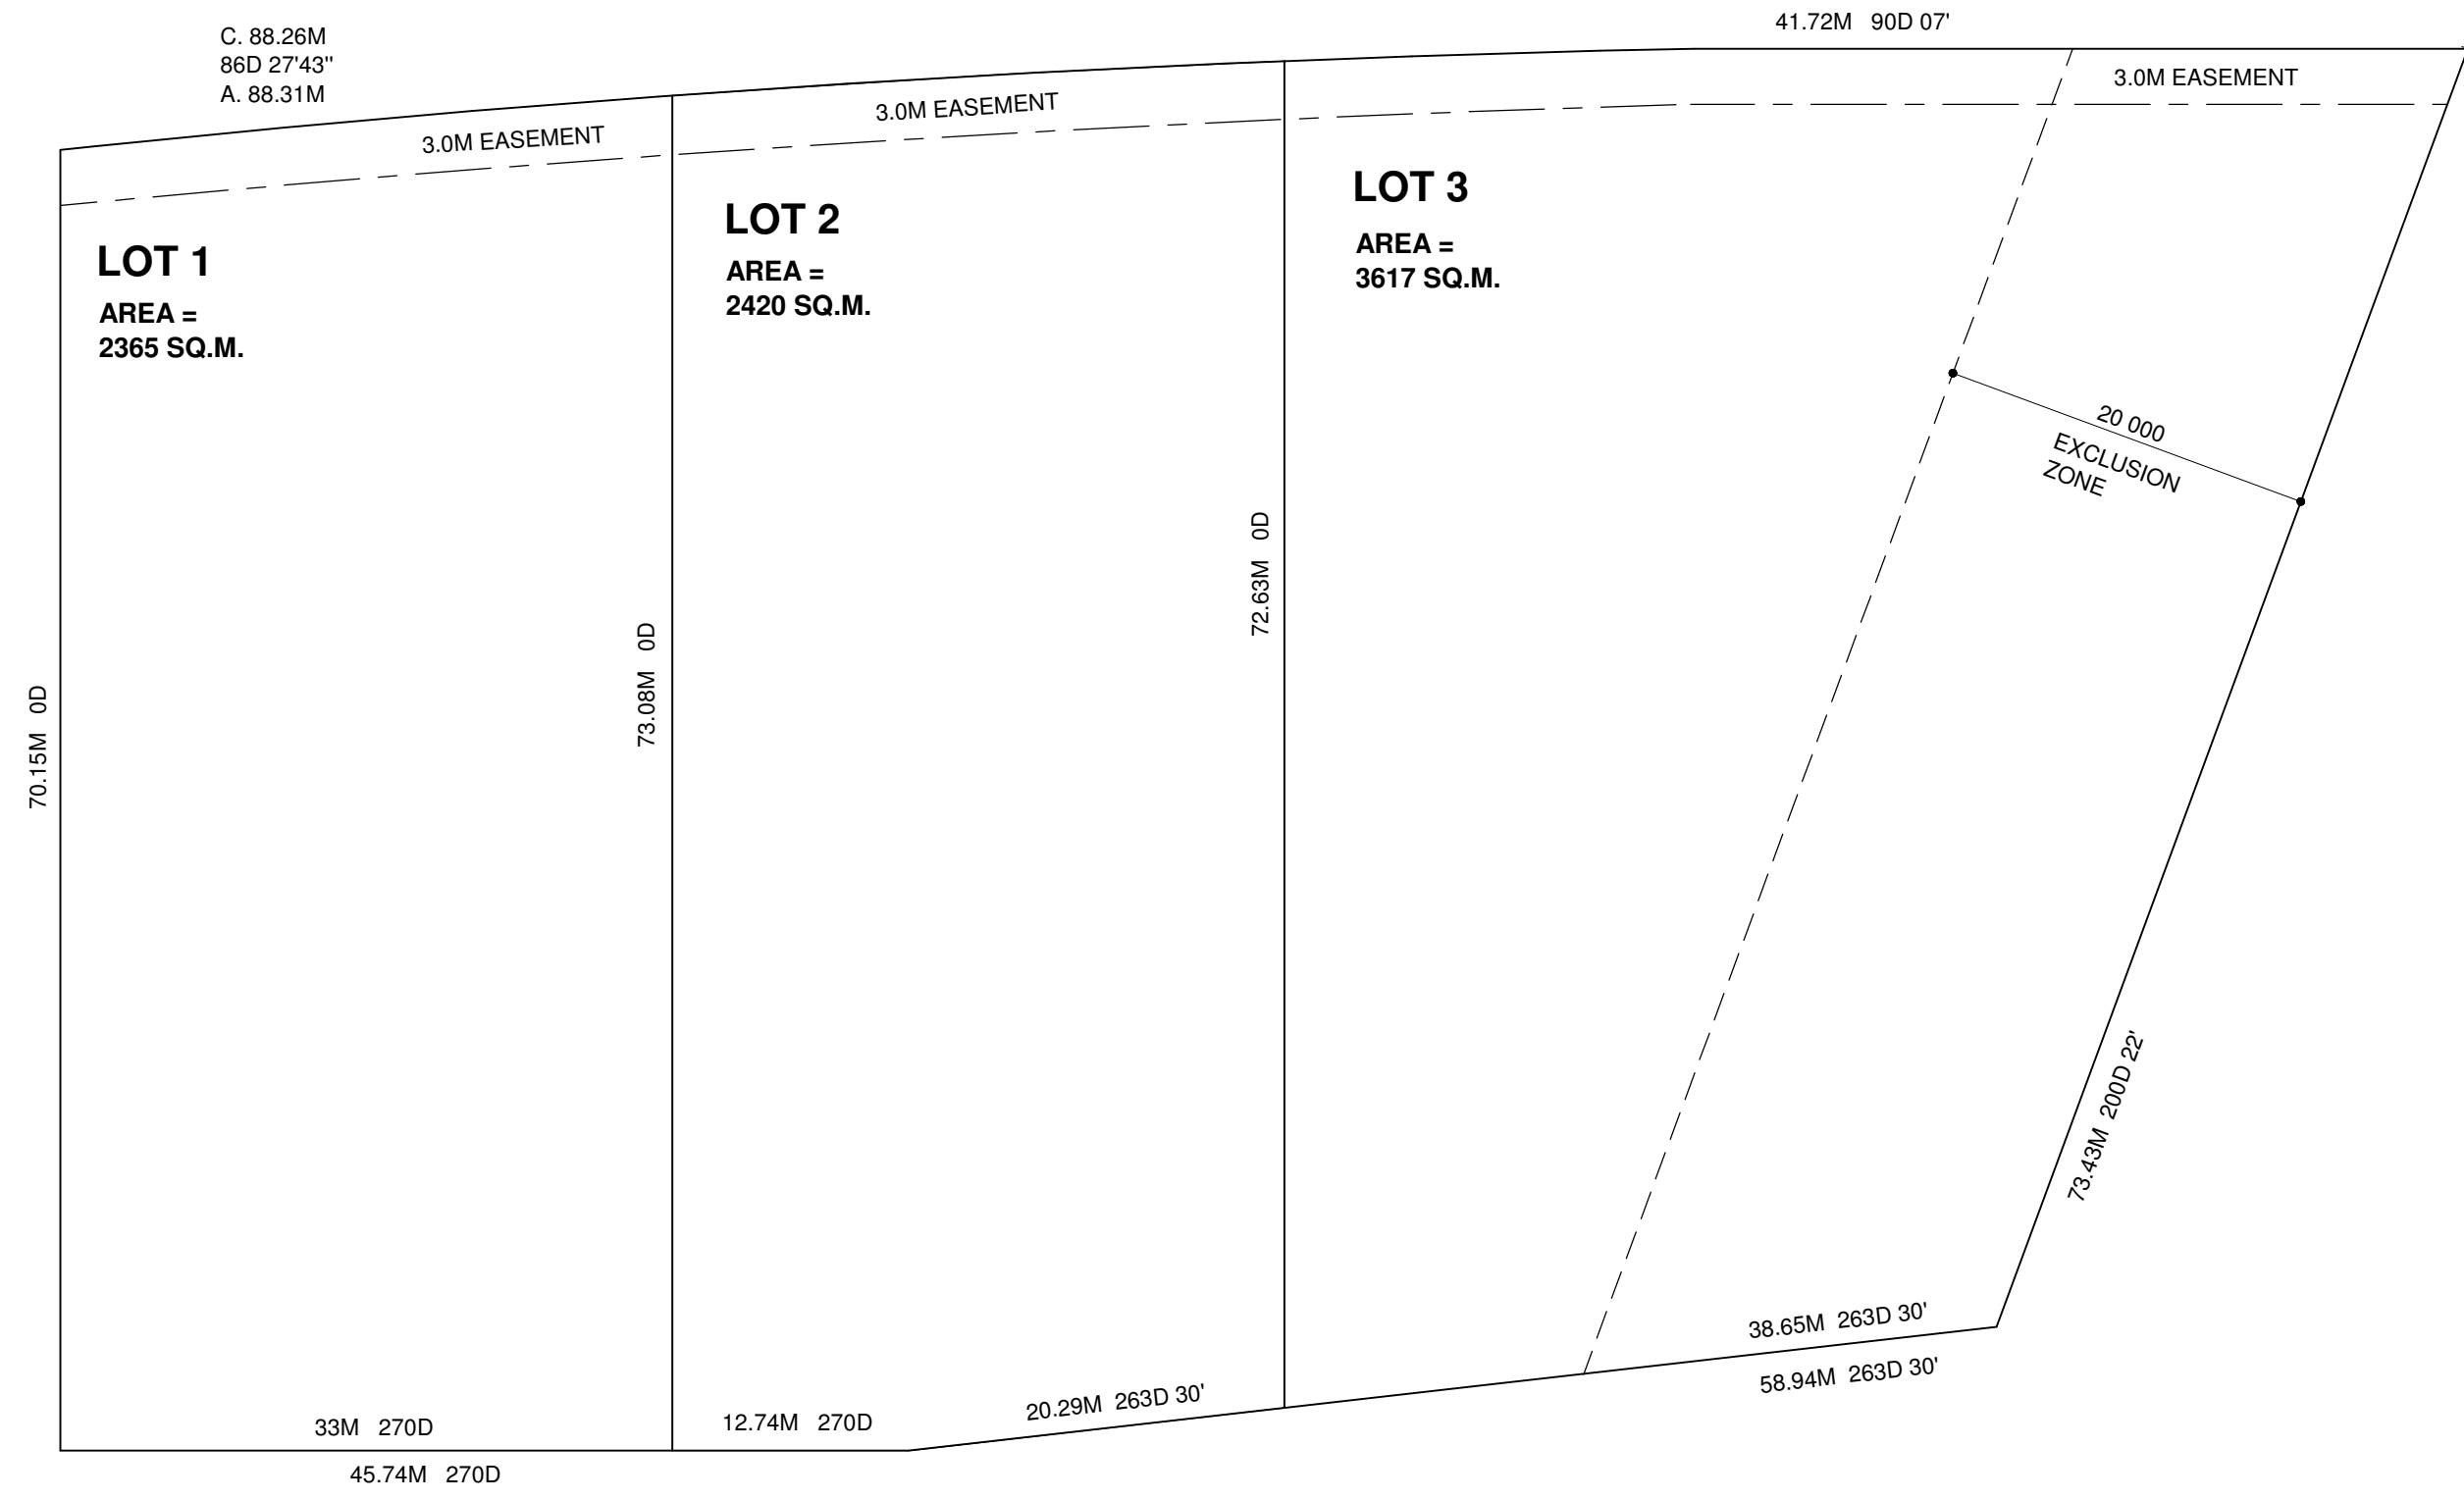 C. 88.26M
86D 27'43"
A. 88.31M
41.72M 90D 07'
3.0M EASEMENT
3.0M EASEMENT
3.0M EASEMENT
LOT 1
AREA =
2365 SQ.M.
LOT 2
AREA =
2420 SQ.M.
LOT 3
AREA =
3617 SQ.M.
20 000
EXCLUSION
ZONE
70.15M 0D
73.08M 0D
72.63M 0D
73.43M 200D 22'
33M 270D
45.74M 270D
12.74M 270D
20.29M 263D 30'
38.65M 263D 30'
58.94M 263D 30'